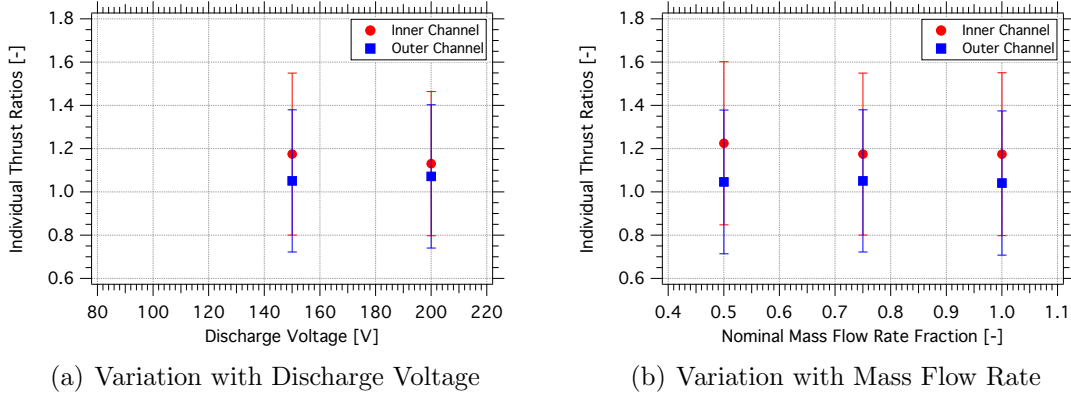 1.8
1.6
1.4
1.2
1.0
0.8
0.6
Individual Thrust Ratios [-]
Inner Channel
Outer Channel
80 100 120 140 160 180 200 220
Discharge Voltage [V]
(a) Variation with Discharge Voltage
1.8
1.6
1.4
1.2
1.0
0.8
0.6
Individual Thrust Ratios [-]
Inner Channel
Outer Channel
0.4 0.5 0.6 0.7 0.8 0.9 1.0 1.1
Nominal Mass Flow Rate Fraction [-]
(b) Variation with Mass Flow Rate